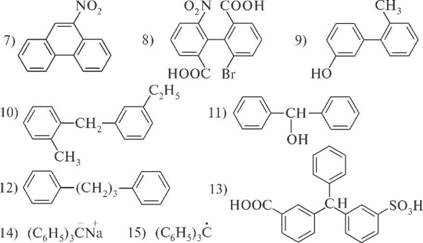 7) NO₂
8) O₂N COOH HOOC Br
9) CH₃ HO
10) C₂H₅ CH₂ CH₃
11) CH OH
12) (CH₂)₃
13) HOOC CH SO₃H
14) (C₆H₅)₃C̄Na⁺ 15) (C₆H₅)₃Ċ